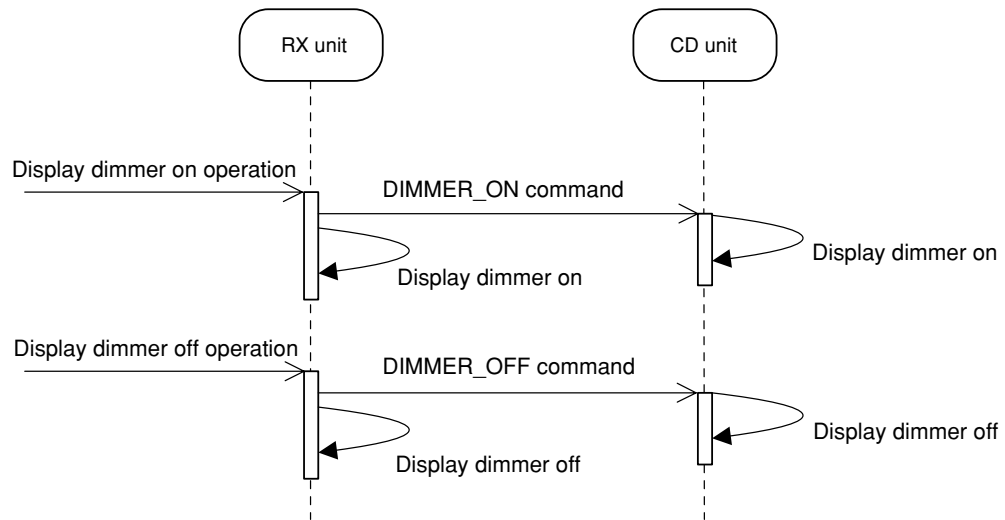 RX unit
CD unit
Display dimmer on operation
DIMMER_ON command
Display dimmer on
Display dimmer on
Display dimmer off operation
DIMMER_OFF command
Display dimmer off
Display dimmer off